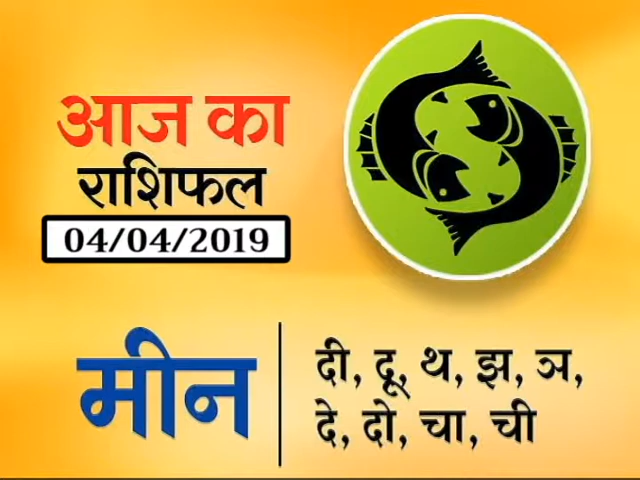 आज का
राशिफल
04/04/2019
मीन
दी, दू, थ, झ, ञ,
दे, दो, चा, ची